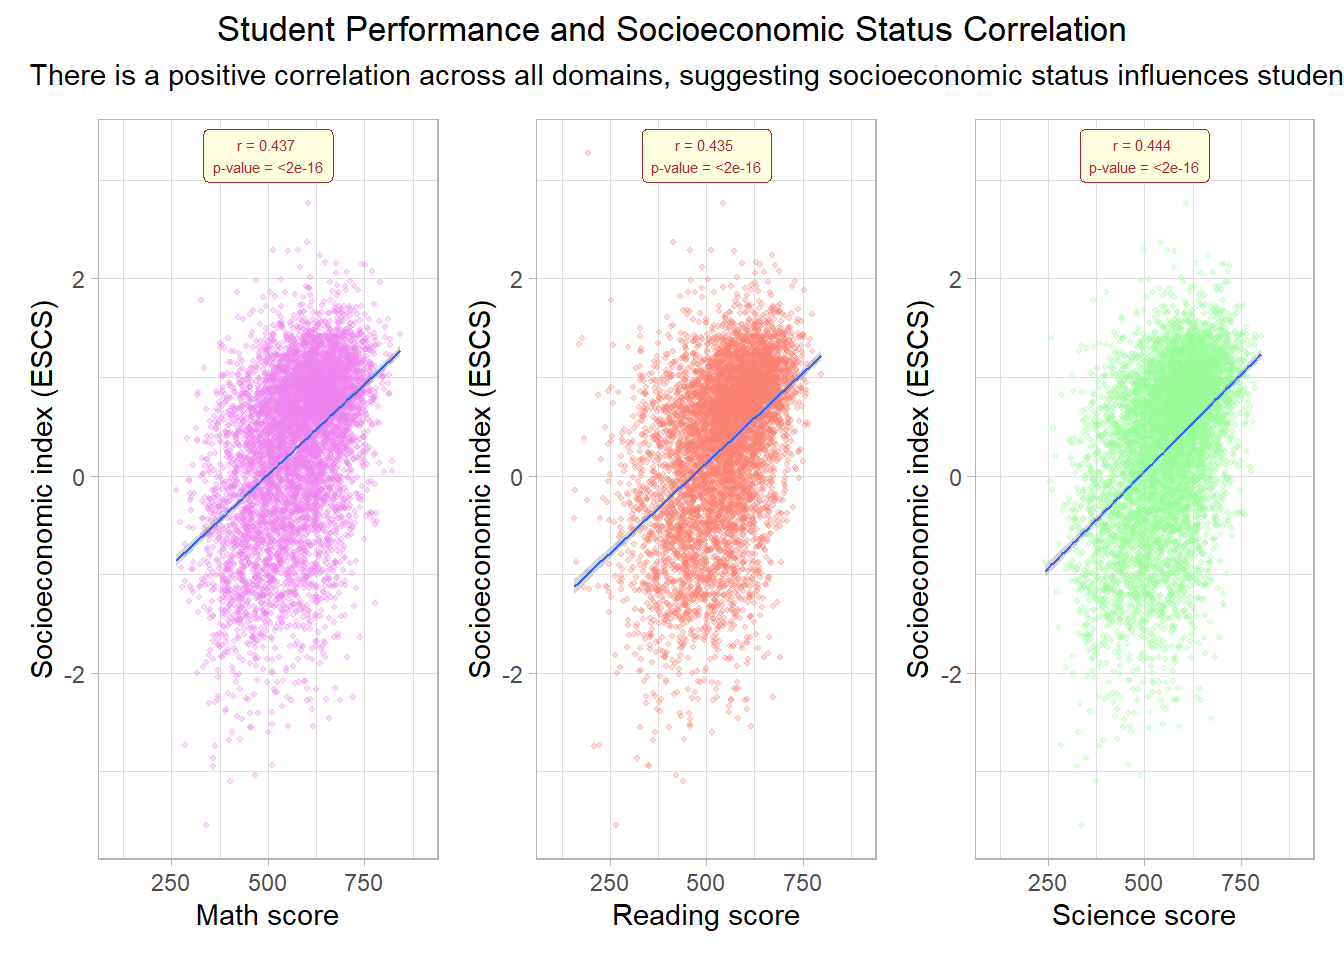 Student Performance and Socioeconomic Status Correlation
There is a positive correlation across all domains, suggesting socioeconomic status influences studen
r = 0.437
p-value = <2e-16
r = 0.435
p-value = <2e-16
r = 0.444
p-value = <2e-16
Socioeconomic index (ESCS)
2
0
-2
250 500 750
Math score
Socioeconomic index (ESCS)
2
0
-2
250 500 750
Reading score
Socioeconomic index (ESCS)
2
0
-2
250 500 750
Science score